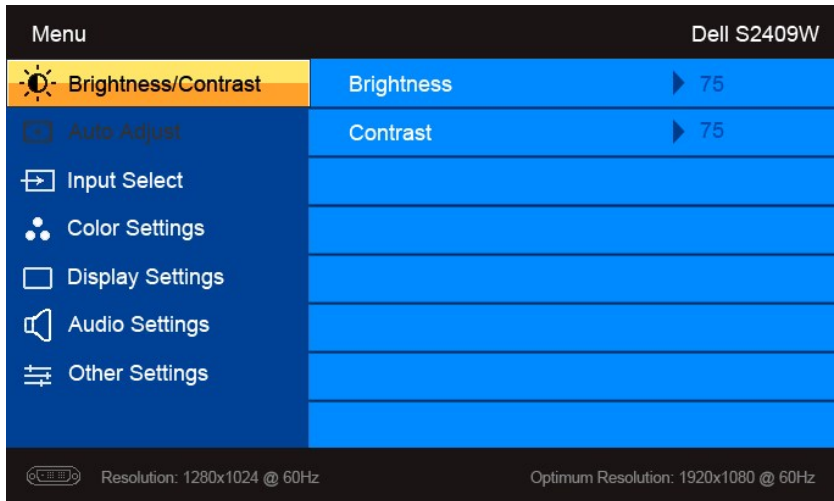 Menu Dell S2409W
Brightness/Contrast Brightness 75
Auto Adjust Contrast 75
Input Select
Color Settings
Display Settings
Audio Settings
Other Settings
Resolution: 1280x1024 @ 60Hz Optimum Resolution: 1920x1080 @ 60Hz